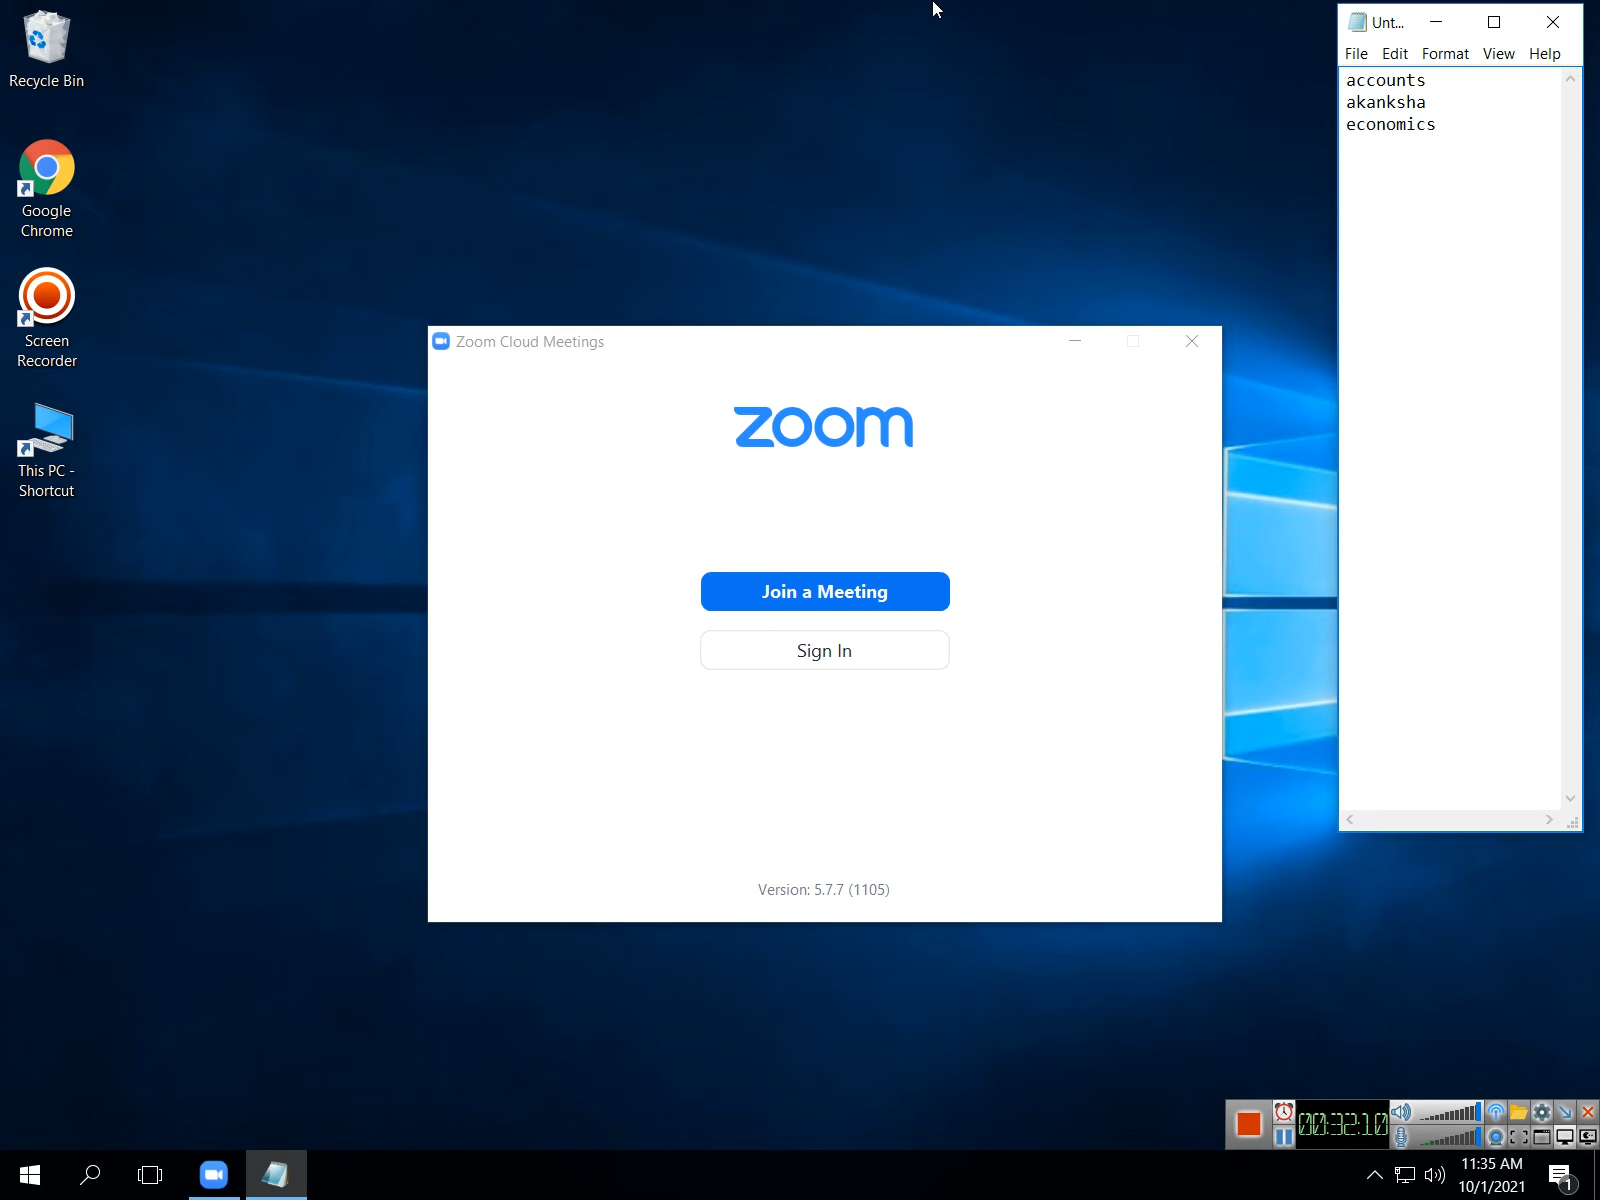 Recycle Bin
Google
Chrome
Screen
Recorder
This PC -
Shortcut
Zoom Cloud Meetings
zoom
Join a Meeting
Sign In
Version: 5.7.7 (1105)
Unt...
File Edit Format View Help
accounts
akanksha
economics
00:32:10
11:35 AM
10/1/2021
1